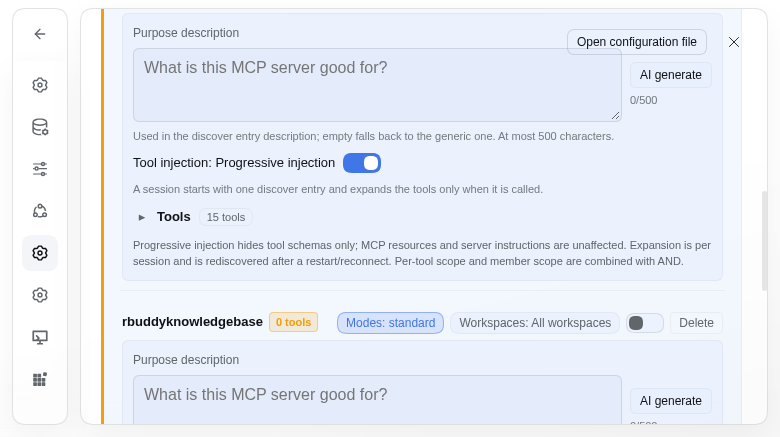 Purpose description
Open configuration file
What is this MCP server good for?
AI generate
0/500
Used in the discover entry description; empty falls back to the generic one. At most 500 characters.
Tool injection: Progressive injection
A session starts with one discover entry and expands the tools only when it is called.
Tools 15 tools
Progressive injection hides tool schemas only; MCP resources and server instructions are unaffected. Expansion is per
session and is rediscovered after a restart/reconnect. Per-tool scope and member scope are combined with AND.
rbuddyknowledgebase 0 tools Modes: standard Workspaces: All workspaces Delete
Purpose description
What is this MCP server good for?
AI generate